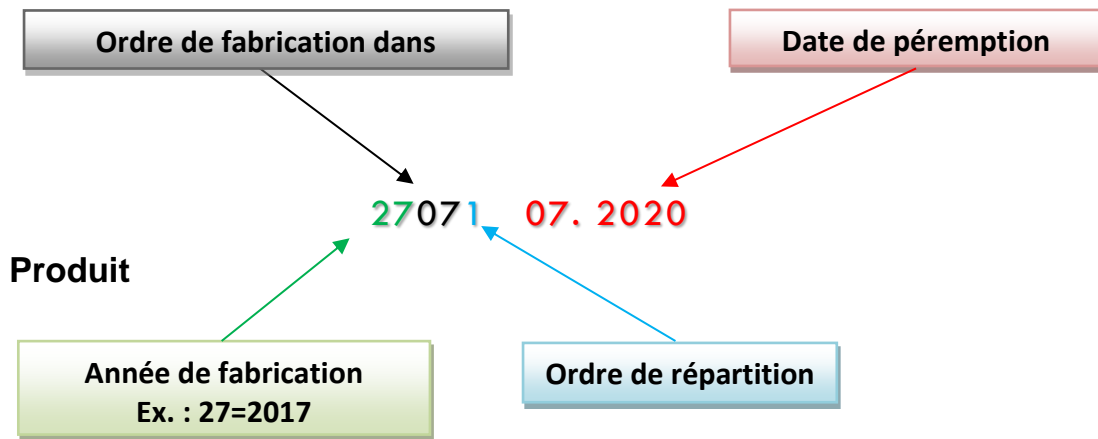 Ordre de fabrication dans
Date de péremption
27071 07. 2020
Produit
Année de fabrication
Ex. : 27=2017
Ordre de répartition